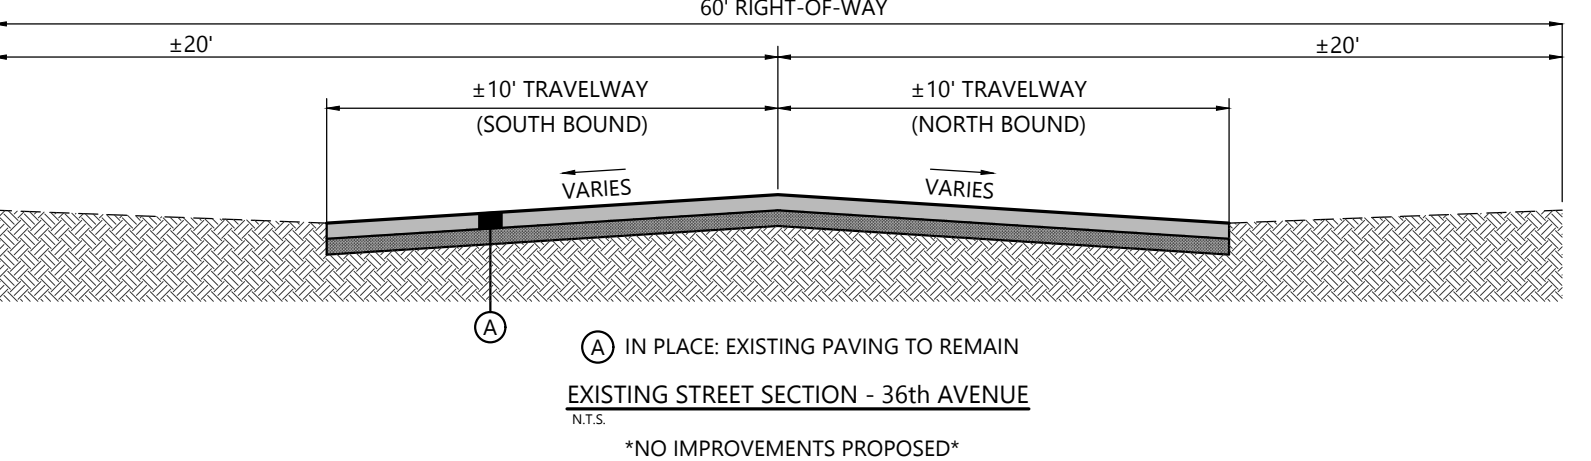 60' RIGHT-OF-WAY
±20' ±20'
±10' TRAVELWAY ±10' TRAVELWAY
(SOUTH BOUND) (NORTH BOUND)
VARIES VARIES
A
A IN PLACE: EXISTING PAVING TO REMAIN
EXISTING STREET SECTION - 36th AVENUE
N.T.S.
*NO IMPROVEMENTS PROPOSED*